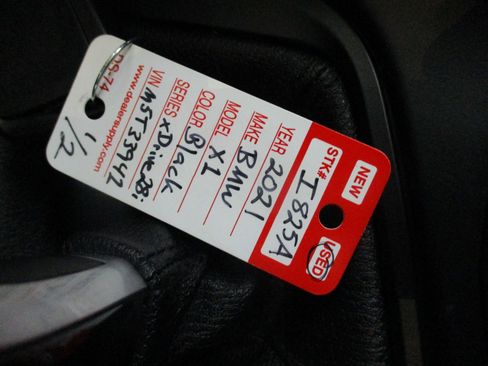 NEW USED
STK# I825A
YEAR 2021
MAKE BMW
MODEL X1
COLOR Black
SERIES xDrive28i
VIN M5T33942
www.dealersupply.com
DS-74
1/2